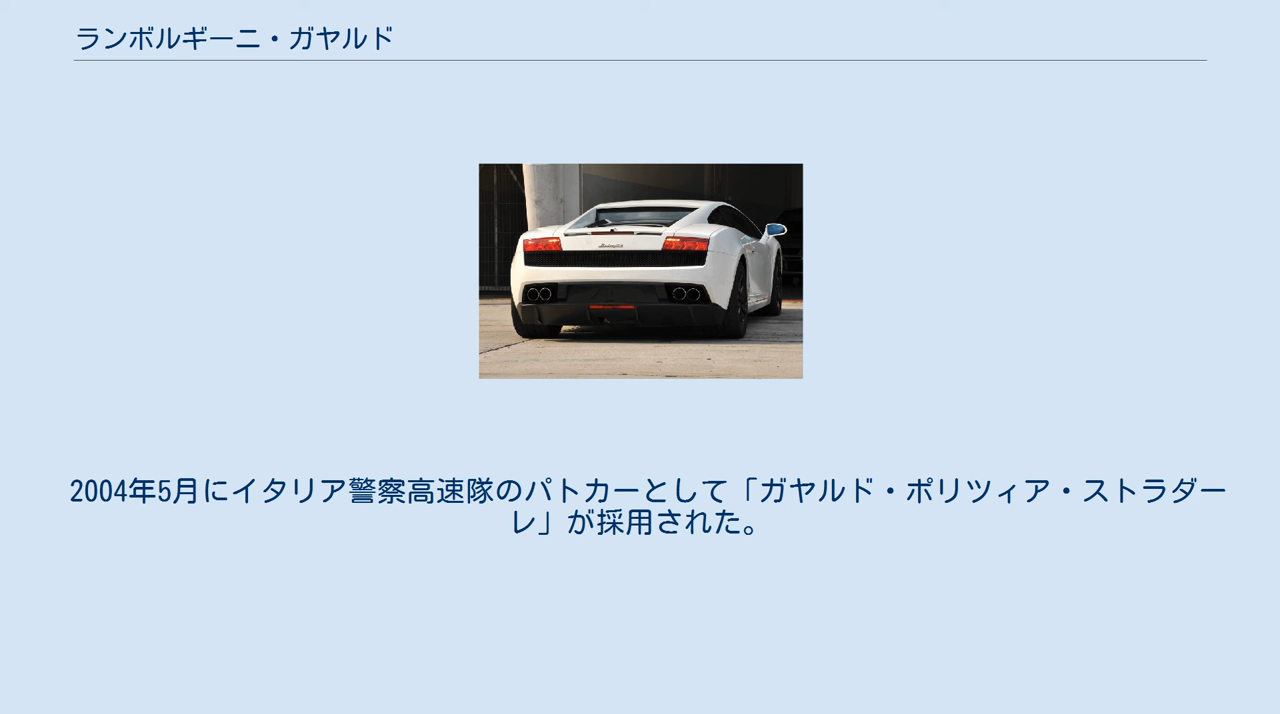 ランボルギーニ・ガヤルド
2004年5月にイタリア警察高速隊のパトカーとして「ガヤルド・ポリツィア・ストラダー
レ」が採用された。